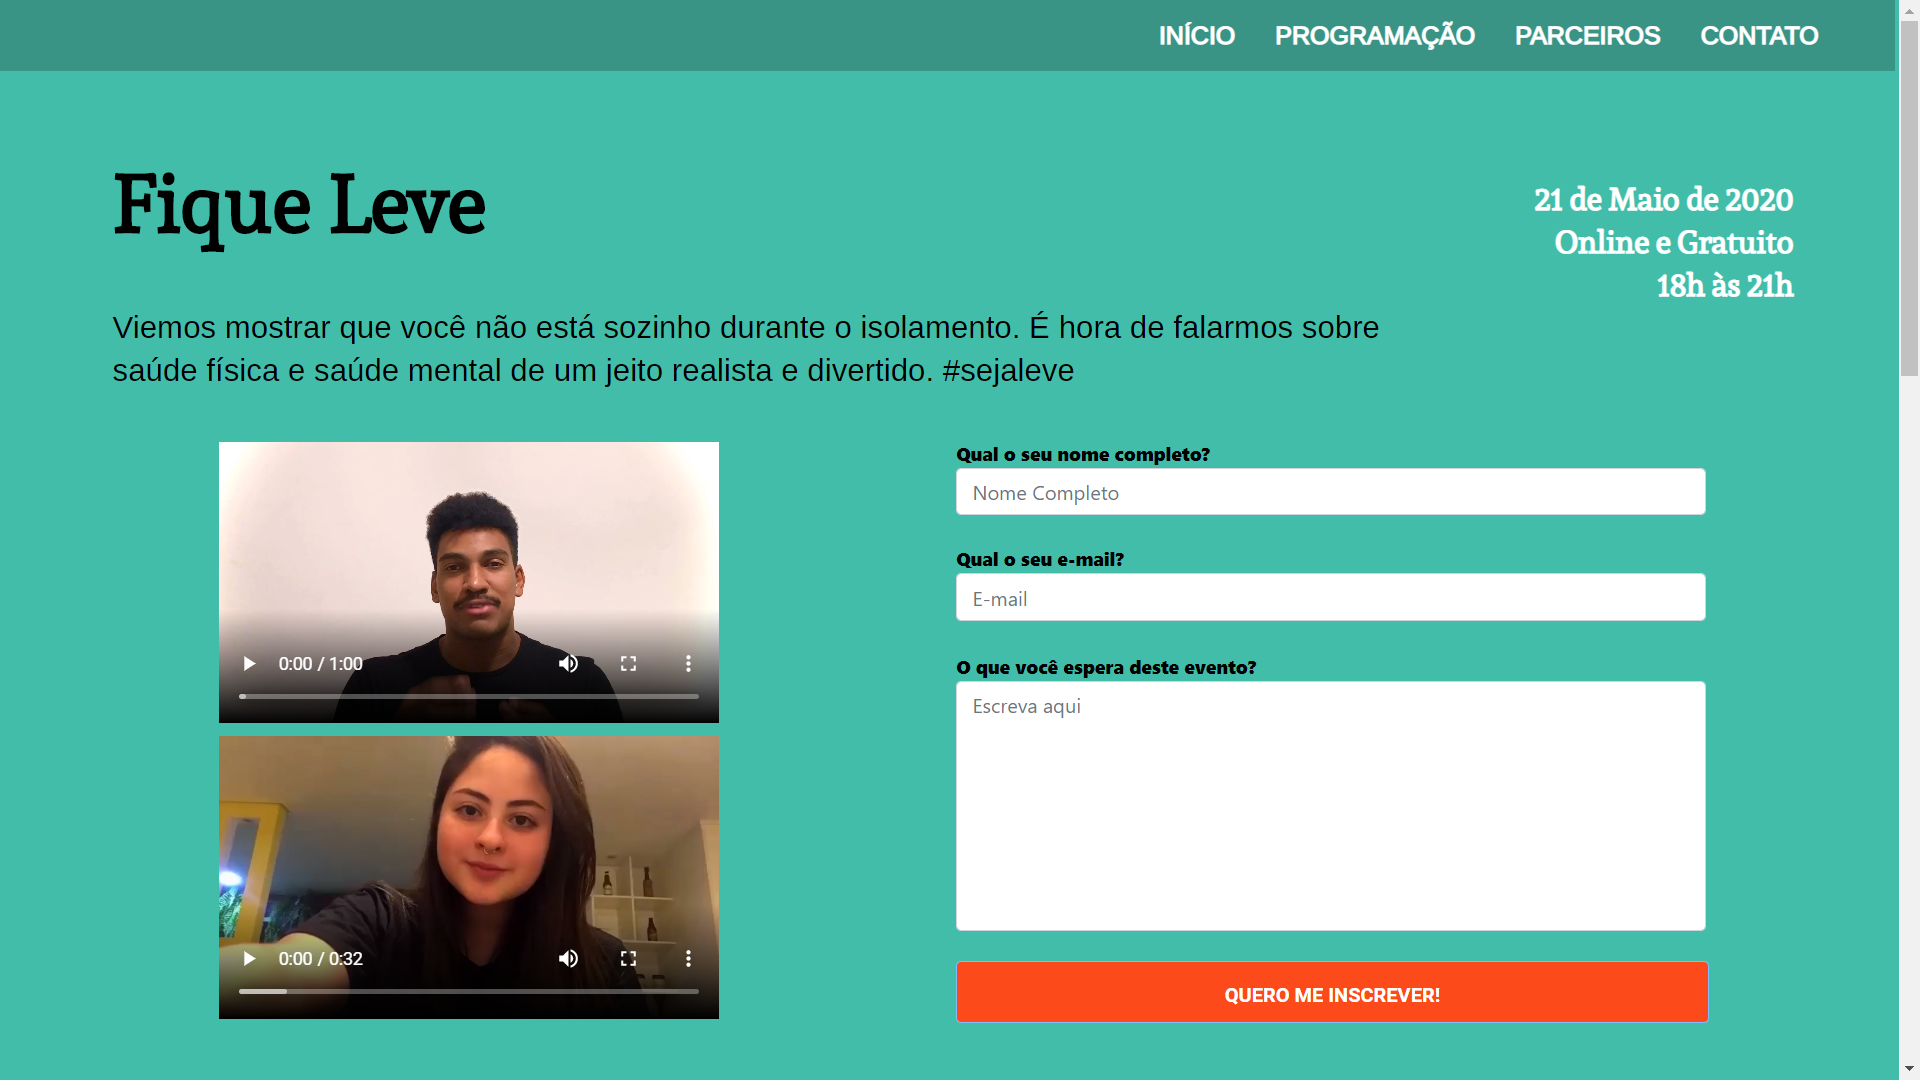 INÍCIO PROGRAMAÇÃO PARCEIROS CONTATO
Fique Leve
21 de Maio de 2020
Online e Gratuito
18h às 21h
Viemos mostrar que você não está sozinho durante o isolamento. É hora de falarmos sobre
saúde física e saúde mental de um jeito realista e divertido. #sejaleve
0:00 / 1:00
0:00 / 0:32
Qual o seu nome completo?
Nome Completo
Qual o seu e-mail?
E-mail
O que você espera deste evento?
Escreva aqui
QUERO ME INSCREVER!